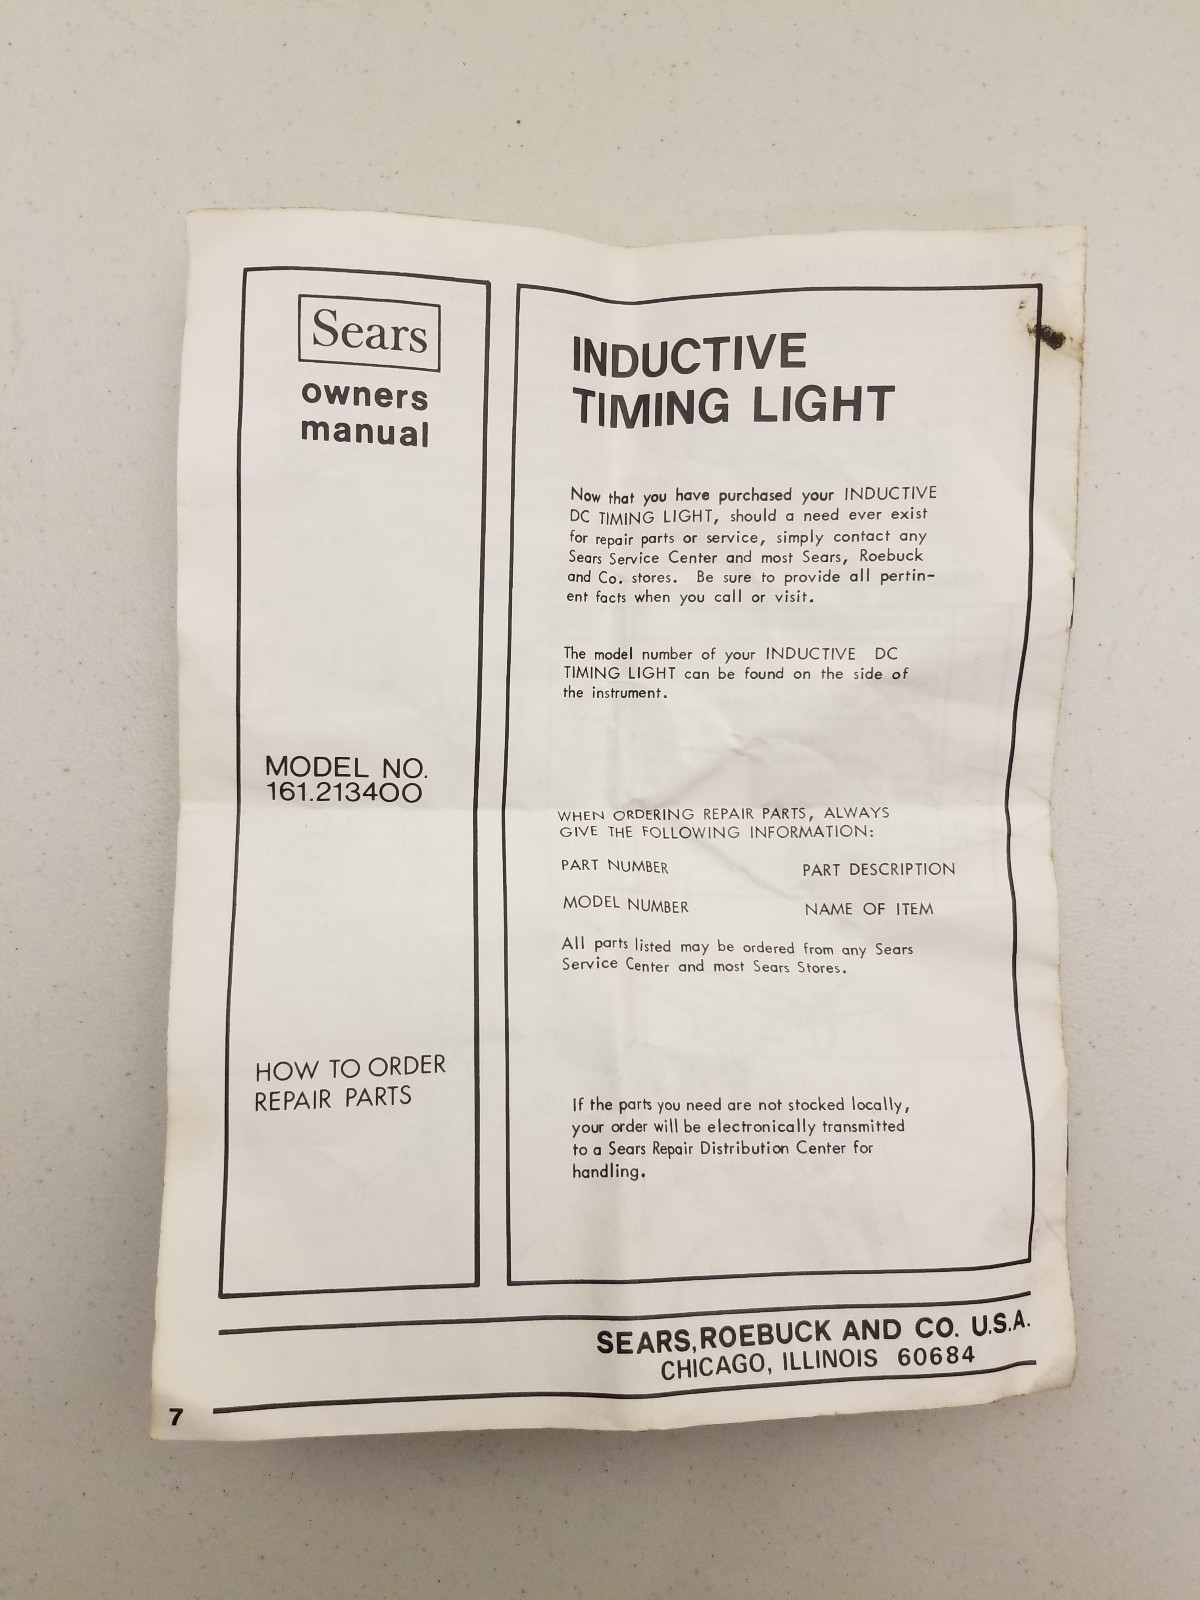 Sears
owners
manual
MODEL NO.
161.213400
HOW TO ORDER
REPAIR PARTS
INDUCTIVE
TIMING LIGHT
Now that you have purchased your INDUCTIVE
DC TIMING LIGHT, should a need ever exist
for repair parts or service, simply contact any
Sears Service Center and most Sears, Roebuck
and Co. stores. Be sure to provide all pertin-
ent facts when you call or visit.
The model number of your INDUCTIVE DC
TIMING LIGHT can be found on the side of
the instrument.
WHEN ORDERING REPAIR PARTS, ALWAYS
GIVE THE FOLLOWING INFORMATION:
PART NUMBER PART DESCRIPTION
MODEL NUMBER NAME OF ITEM
All parts listed may be ordered from any Sears
Service Center and most Sears Stores.
If the parts you need are not stocked locally,
your order will be electronically transmitted
to a Sears Repair Distribution Center for
handling.
SEARS, ROEBUCK AND CO. U.S.A.
CHICAGO, ILLINOIS 60684
7